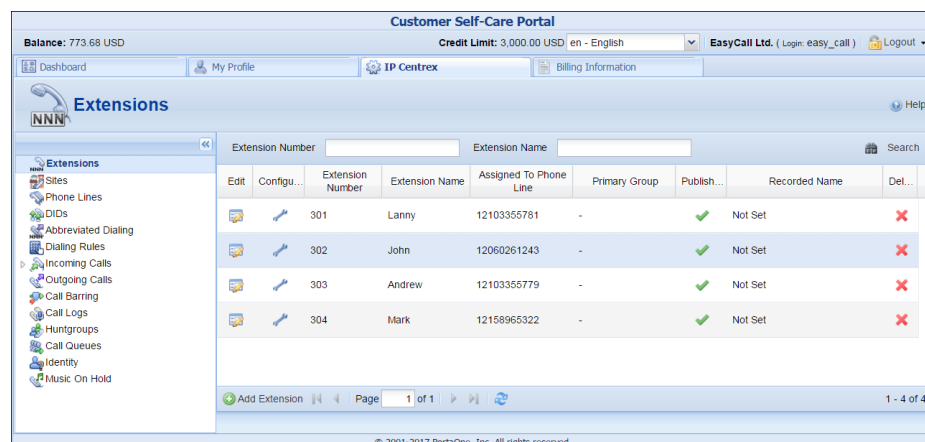 Customer Self-Care Portal
Balance: 773.68 USD Credit Limit: 3,000.00 USD en - English EasyCall Ltd. ( Login: easy_call ) Logout
Dashboard My Profile IP Centrex Billing Information
NNN Extensions Help
Extension Number Extension Name Search
Extensions
Sites
Phone Lines
DIDs
Abbreviated Dialing
Dialing Rules
Incoming Calls
Outgoing Calls
Call Barring
Call Logs
Huntgroups
Call Queues
Identity
Music On Hold
Edit Configu... Extension Number Extension Name Assigned To Phone Line Primary Group Publish... Recorded Name Del...
301 Lanny 12103355781 - Not Set
302 John 12060261243 - Not Set
303 Andrew 12103355779 - Not Set
304 Mark 12158965322 - Not Set
Add Extension Page 1 of 1 1 - 4 of 4
© 2001-2017 PortaOne, Inc. All rights reserved.